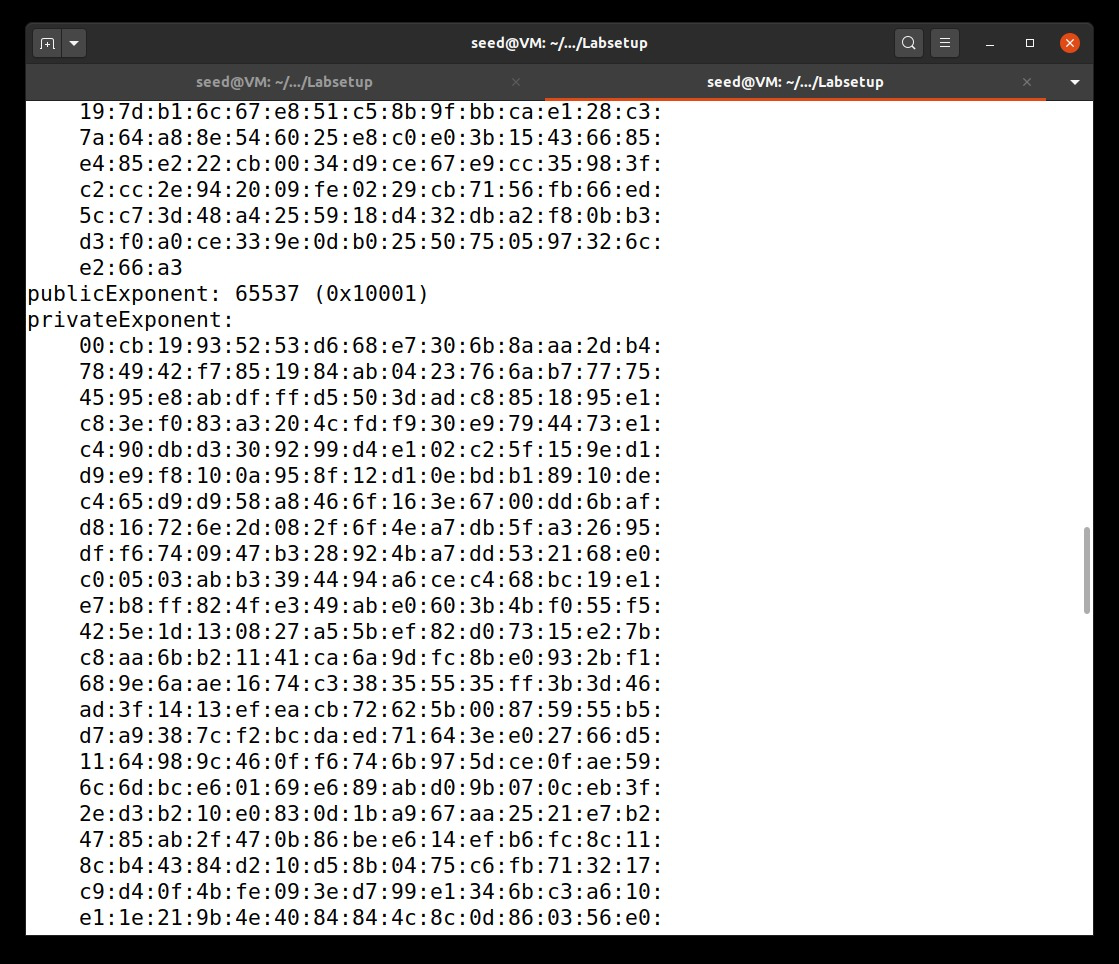 seed@VM: ~/.../Labsetup
seed@VM: ~/.../Labsetup
seed@VM: ~/.../Labsetup
19:7d:b1:6c:67:e8:51:c5:8b:9f:bb:ca:e1:28:c3:
7a:64:a8:8e:54:60:25:e8:c0:e0:3b:15:43:66:85:
e4:85:e2:22:cb:00:34:d9:ce:67:e9:cc:35:98:3f:
c2:cc:2e:94:20:09:fe:02:29:cb:71:56:fb:66:ed:
5c:c7:3d:48:a4:25:59:18:d4:32:db:a2:f8:0b:b3:
d3:f0:a0:ce:33:9e:0d:b0:25:50:75:05:97:32:6c:
e2:66:a3
publicExponent: 65537 (0x10001)
privateExponent:
00:cb:19:93:52:53:d6:68:e7:30:6b:8a:aa:2d:b4:
78:49:42:f7:85:19:84:ab:04:23:76:6a:b7:77:75:
45:95:e8:ab:df:ff:d5:50:3d:ad:c8:85:18:95:e1:
c8:3e:f0:83:a3:20:4c:fd:f9:30:e9:79:44:73:e1:
c4:90:db:d3:30:92:99:d4:e1:02:c2:5f:15:9e:d1:
d9:e9:f8:10:0a:95:8f:12:d1:0e:bd:b1:89:10:de:
c4:65:d9:d9:58:a8:46:6f:16:3e:67:00:dd:6b:af:
d8:16:72:6e:2d:08:2f:6f:4e:a7:db:5f:a3:26:95:
df:f6:74:09:47:b3:28:92:4b:a7:dd:53:21:68:e0:
c0:05:03:ab:b3:39:44:94:a6:ce:c4:68:bc:19:e1:
e7:b8:ff:82:4f:e3:49:ab:e0:60:3b:4b:f0:55:f5:
42:5e:1d:13:08:27:a5:5b:ef:82:d0:73:15:e2:7b:
c8:aa:6b:b2:11:41:ca:6a:9d:fc:8b:e0:93:2b:f1:
68:9e:6a:ae:16:74:c3:38:35:55:35:ff:3b:3d:46:
ad:3f:14:13:ef:ea:cb:72:62:5b:00:87:59:55:b5:
d7:a9:38:7c:f2:bc:da:ed:71:64:3e:e0:27:66:d5:
11:64:98:9c:46:0f:f6:74:6b:97:5d:ce:0f:ae:59:
6c:6d:bc:e6:01:69:e6:89:ab:d0:9b:07:0c:eb:3f:
2e:d3:b2:10:e0:83:0d:1b:a9:67:aa:25:21:e7:b2:
47:85:ab:2f:47:0b:86:be:e6:14:ef:b6:fc:8c:11:
8c:b4:43:84:d2:10:d5:8b:04:75:c6:fb:71:32:17:
c9:d4:0f:4b:fe:09:3e:d7:99:e1:34:6b:c3:a6:10:
e1:1e:21:9b:4e:40:84:84:4c:8c:0d:86:03:56:e0: